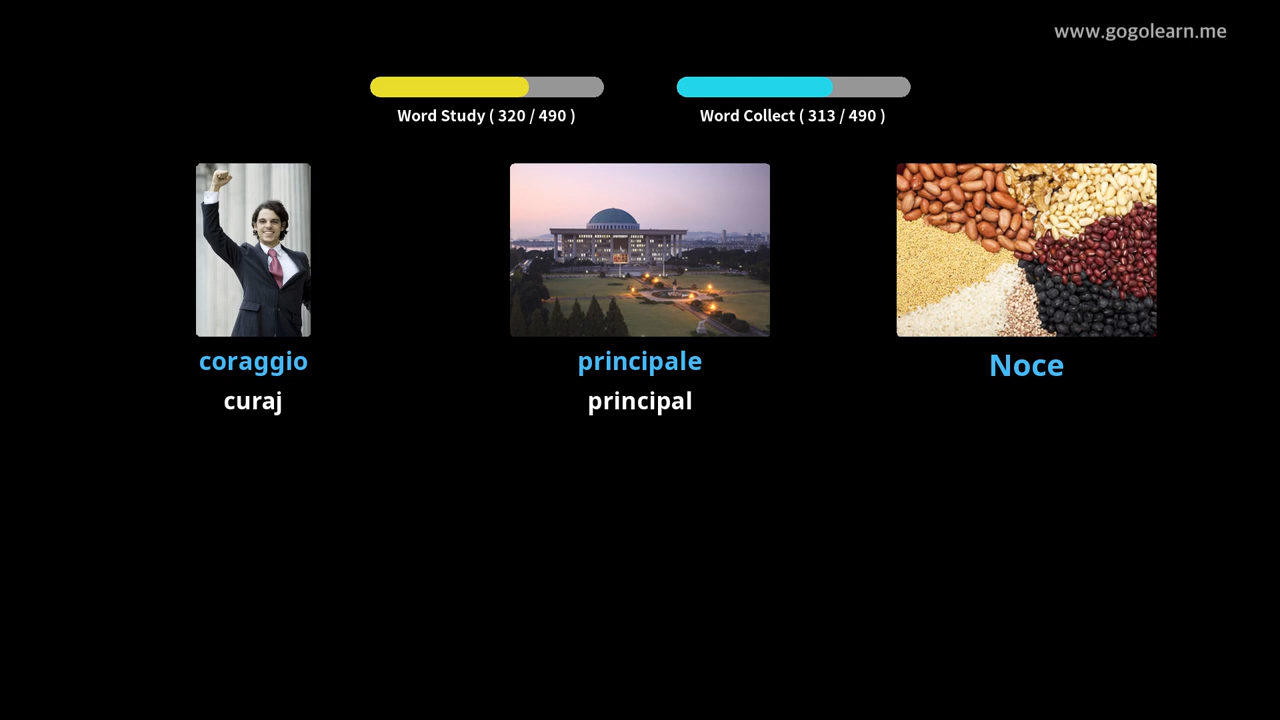 www.gogolearn.me
Word Study ( 320 / 490 )
Word Collect ( 313 / 490 )
coraggio
curaj
principale
principal
Noce